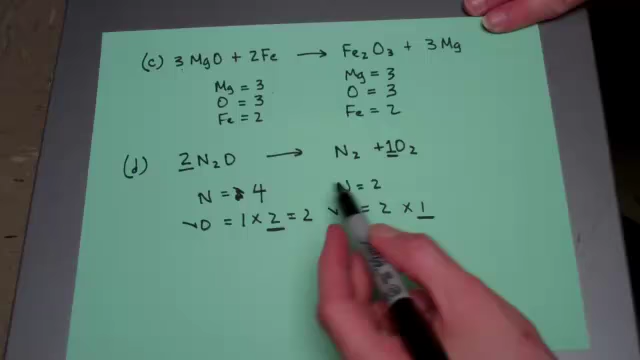 (c) 3 MgO + 2Fe → Fe2O3 + 3 Mg
Mg = 3 Mg = 3
O = 3 O = 3
Fe = 2 Fe = 2
(d) 2 N2O → N2 + 1O2
N = 4 N = 2
✓O = 1 × 2 = 2 ✓ = 2 × 1